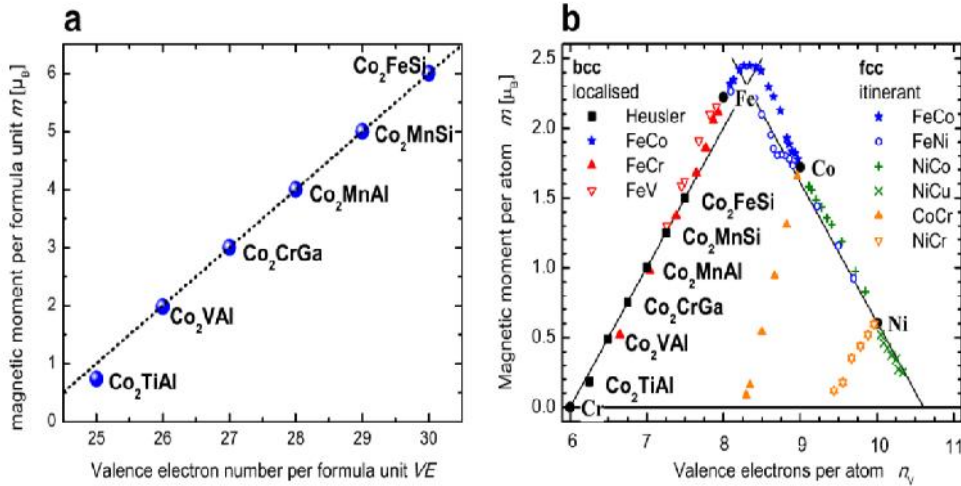 a
magnetic moment per formula unit m [μB]
6
5
4
3
2
1
0
Co2FeSi
Co2MnSi
Co2MnAl
Co2CrGa
Co2VAl
Co2TiAl
25 26 27 28 29 30
Valence electron number per formula unit VE
b
Magnetic moment per atom m [μB]
2.5
2.0
1.5
1.0
0.5
0.0
bcc
localised
Heusler
FeCo
FeCr
FeV
fcc
itinerant
FeCo
FeNi
NiCo
NiCu
CoCr
NiCr
Fe
Co
Co2FeSi
Co2MnSi
Co2MnAl
Co2CrGa
Co2VAl
Co2TiAl
Ni
Cr
6 7 8 9 10 11
Valence electrons per atom nV